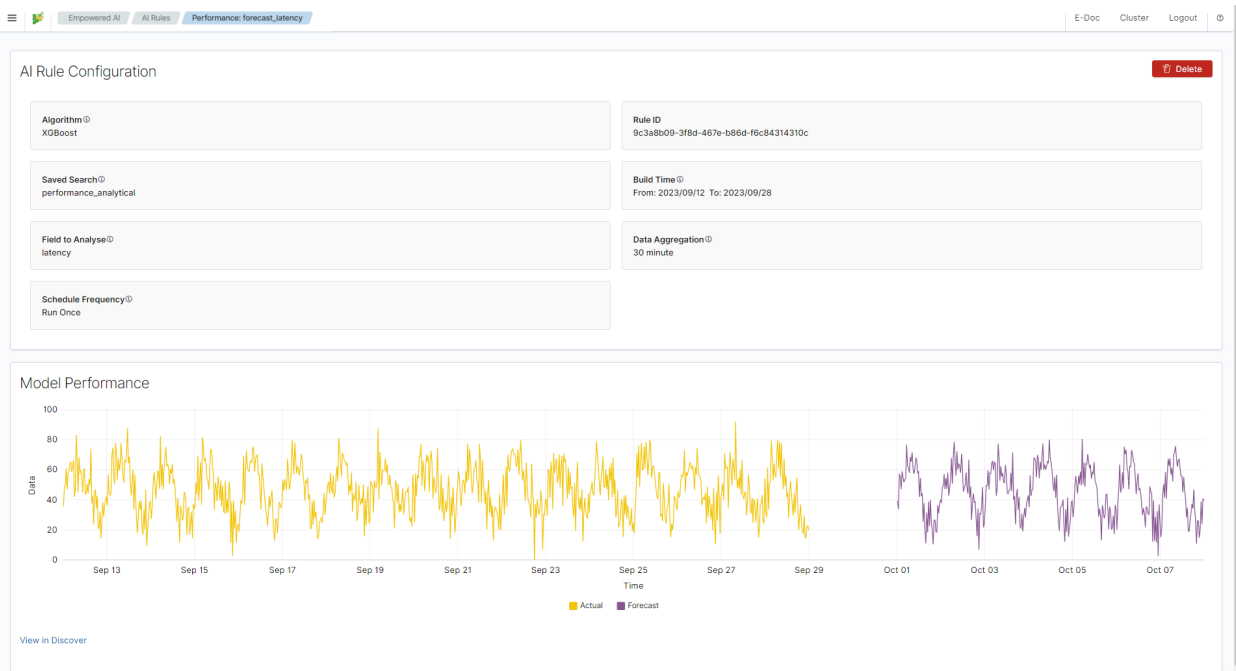 Empowered AI AI Rules Performance: forecast_latency E-Doc Cluster Logout
AI Rule Configuration
Delete
Algorithm
XGBoost
Rule ID
9c3a8b09-3f8d-467e-b86d-f6c84314310c
Saved Search
performance_analytical
Build Time
From: 2023/09/12 To: 2023/09/28
Field to Analyse
latency
Data Aggregation
30 minute
Schedule Frequency
Run Once
Model Performance
100
80
60
40
20
0
Data
Sep 13 Sep 15 Sep 17 Sep 19 Sep 21 Sep 23 Sep 25 Sep 27 Sep 29 Oct 01 Oct 03 Oct 05 Oct 07
Time
Actual Forecast
View in Discover